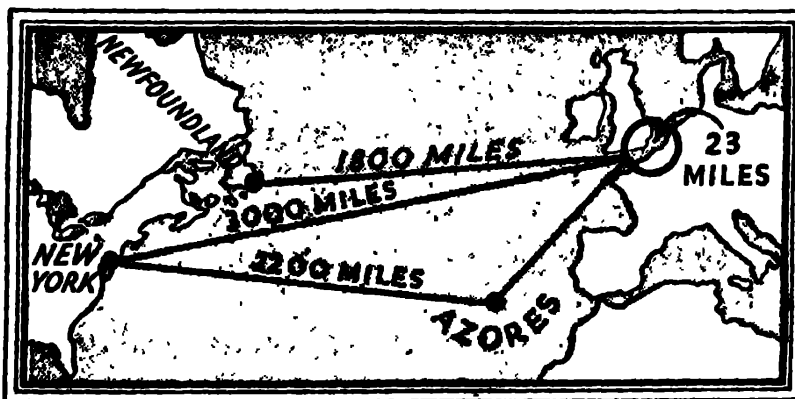 NEWFOUNDLAND
1800 MILES
23
MILES
3000 MILES
NEW
YORK
2200 MILES
AZORES